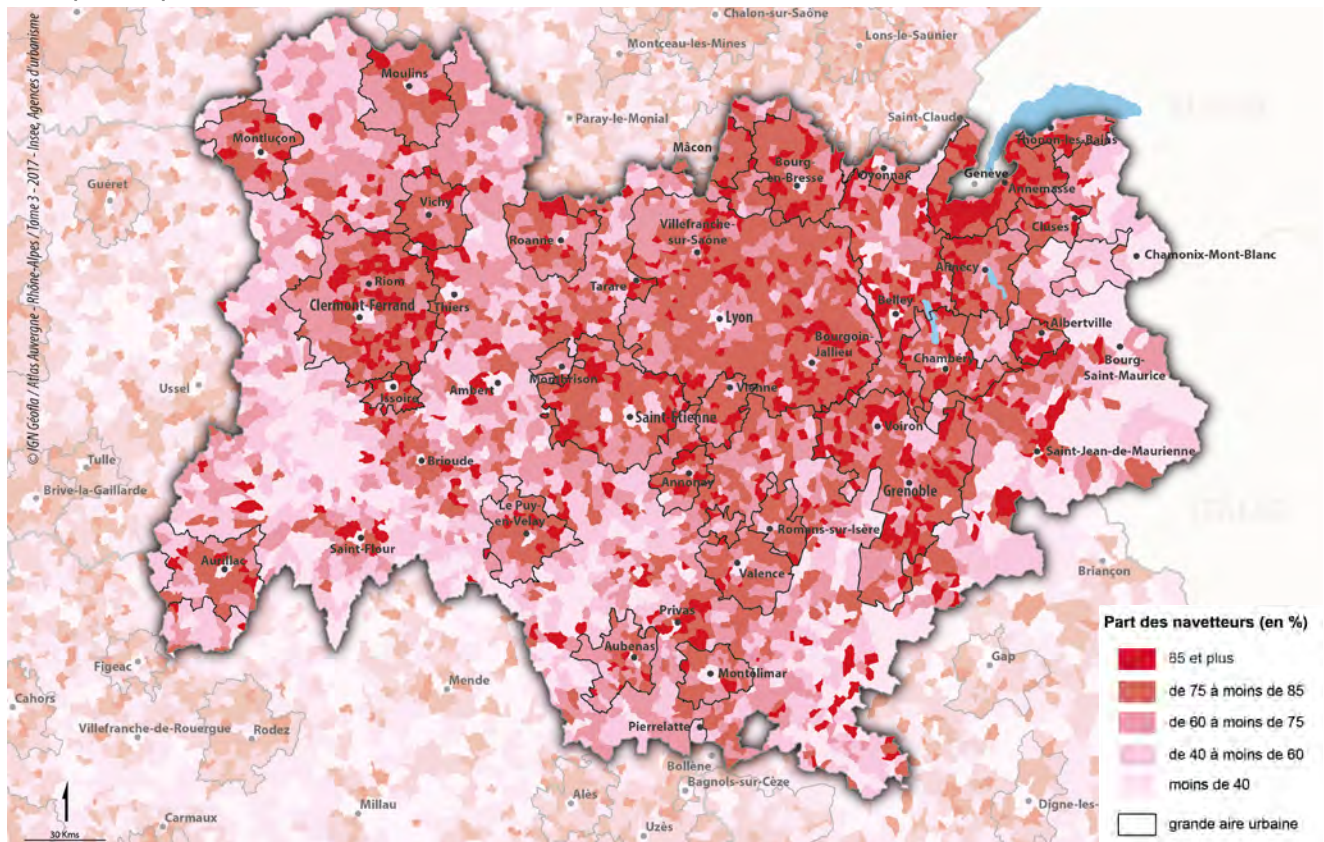 © IGN Géofla / Atlas Auvergne - Rhône-Alpes / Tome 3 - 2017 - Insee, Agences d'urbanisme
Chalon-sur-Saône
Montceau-les-Mines
Lons-le-Saunier
Moulins
Paray-le-Monial
Saint-Claude
Montluçon
Mâcon
Thonon-les-Bains
Guéret
Bourg-
en-Bresse
Oyonnax
Genève
Annemasse
Vichy
Roanne
Villefranche-
sur-Saône
Cluses
Chamonix-Mont-Blanc
Riom
Tarare
Annecy
Clermont-Ferrand
Thiers
Lyon
Belley
Albertville
Bourgoin-
Jallieu
Chambéry
Bourg-
Saint-Maurice
Ussel
Ambert
Montbrison
Vienne
Issoire
Saint-Étienne
Voiron
Tulle
Brioude
Saint-Jean-de-Maurienne
Brive-la-Gaillarde
Annonay
Grenoble
Le Puy-
en-Velay
Romans-sur-Isère
Saint-Flour
Aurillac
Valence
Briançon
Privas
Aubenas
Montélimar
Figeac
Gap
Mende
Cahors
Pierrelatte
Villefranche-de-Rouergue
Rodez
Bollène
Bagnols-sur-Cèze
Alès
Millau
Digne-les-
Carmaux
Uzès
30 Kms
Part des navetteurs (en %)
85 et plus
de 75 à moins de 85
de 60 à moins de 75
de 40 à moins de 60
moins de 40
grande aire urbaine